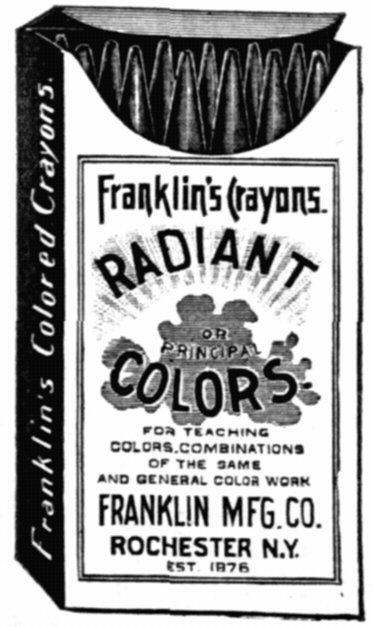 Franklin's Colored Crayons.
Franklin's Crayons.
RADIANT
OR
PRINCIPAL
COLORS.
FOR TEACHING
COLORS, COMBINATIONS
OF THE SAME
AND GENERAL COLOR WORK
FRANKLIN MFG. CO.
ROCHESTER N.Y.
EST. 1876